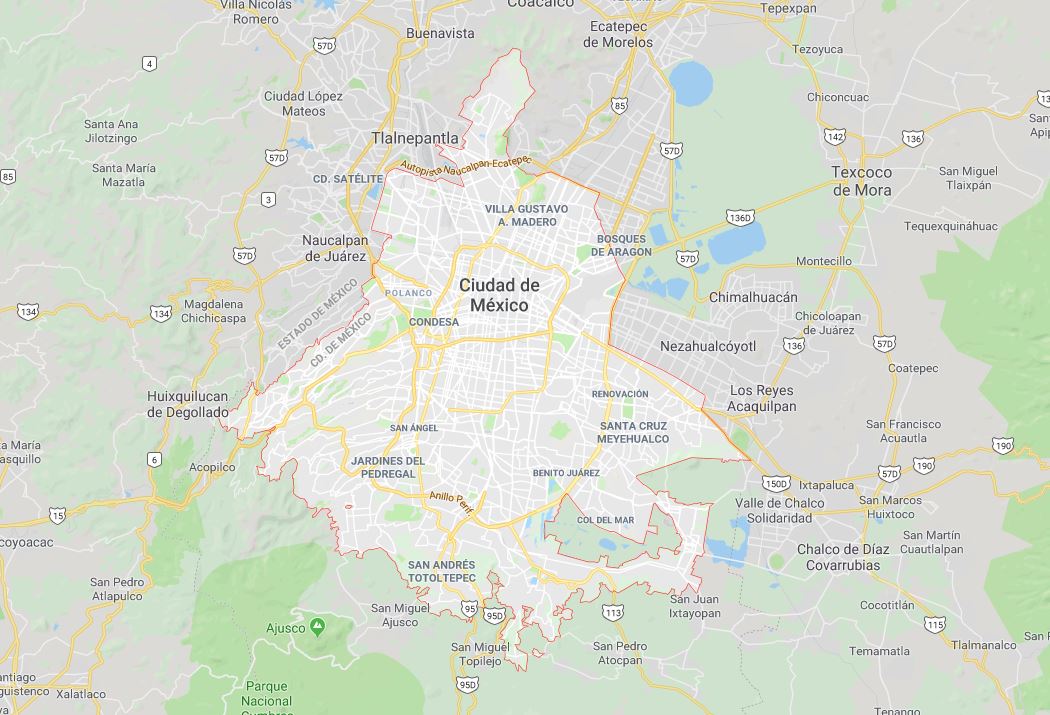 Coacalco
Villa Nicolás
Romero
57D
Buenavista
Ecatepec
de Morelos
Tepexpan
Tezoyuca
4
Ciudad López
Mateos
85
Chiconcuac
13
Santa Ana
Jilotzingo
Tlalnepantla
142
136
57D
57D
Autopista Naucalpan Ecatepec
Santa María
Mazatla
85
CD. SATÉLITE
Texcoco
de Mora
San Miguel
Tlaixpán
3
VILLA GUSTAVO
A. MADERO
136D
Tequexquináhuac
Naucalpan
de Juárez
BOSQUES
DE ARAGON
57D
57D
Montecillo
Ciudad de
México
POLANCO
Chimalhuacán
ESTADO DE MÉXICO
CD. DE MÉXICO
134
134
Magdalena
Chichicaspa
CONDESA
Chicoloapan
de Juárez
Nezahualcóyotl
136
57D
Coatepec
Huixquilucan
de Degollado
RENOVACIÓN
Los Reyes
Acaquilpan
SAN ÁNGEL
SANTA CRUZ
MEYEHUALCO
San Francisco
Acuautla
190
6
Acopilco
JARDINES DEL
PEDREGAL
BENITO JUÁREZ
57D
190
150D
Ixtapaluca
Anillo Perif.
Valle de Chalco
Solidaridad
San Marcos
Huixtoco
15
COL DEL MAR
San Martín
Cuautlalpan
coyoacac
Chalco de Díaz
Covarrubias
SAN ANDRÉS
TOTOLTEPEC
San Pedro
Atlapulco
San Miguel
Ajusco
95
95D
113
San Juan
Ixtayopan
Cocotitlán
115
Ajusco
San Miguel
Topilejo
San Pedro
Atocpan
Temamatla
Tlalmanalco
95D
Xalatlaco
Parque
Nacional
Tenango